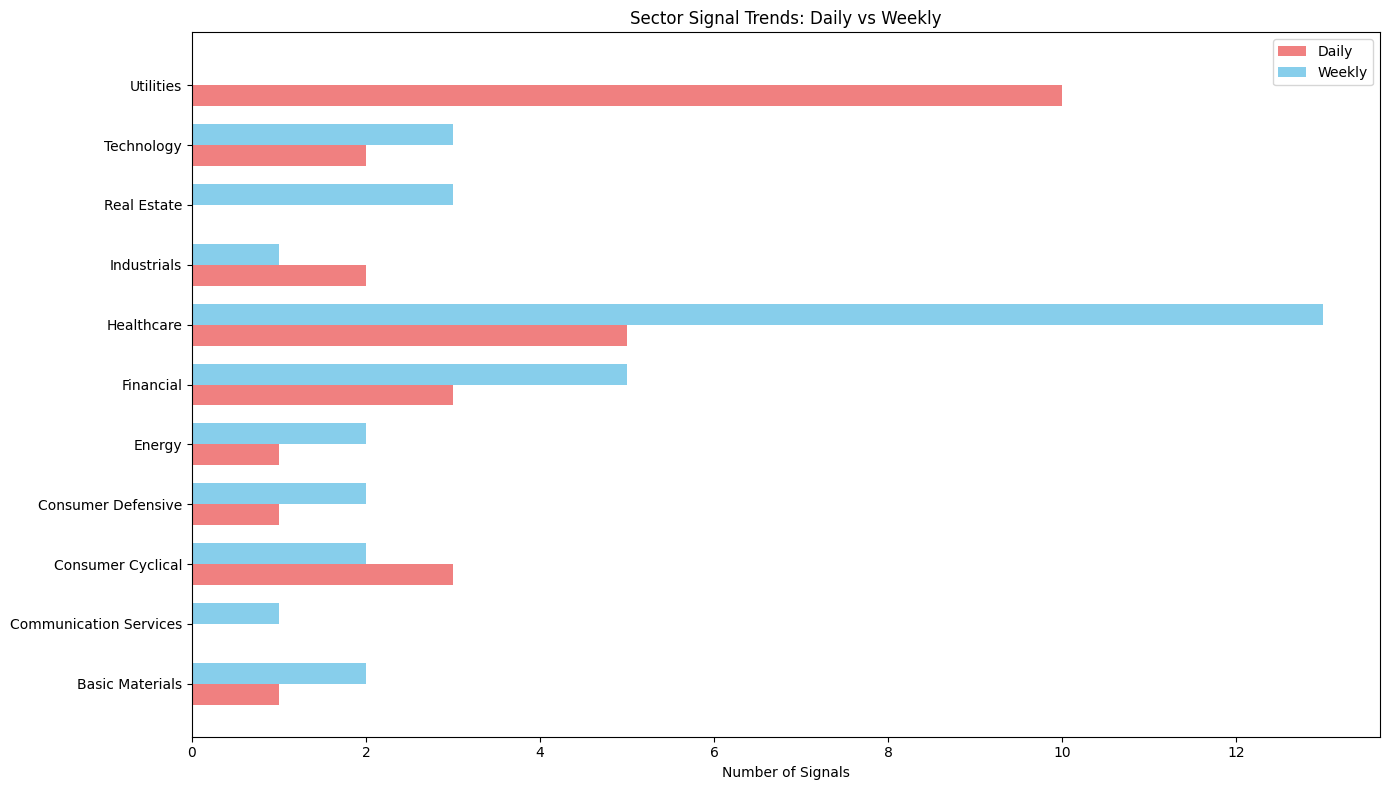 Sector Signal Trends: Daily vs Weekly
Daily
Weekly
Utilities
Technology
Real Estate
Industrials
Healthcare
Financial
Energy
Consumer Defensive
Consumer Cyclical
Communication Services
Basic Materials
0 2 4 6 8 10 12
Number of Signals